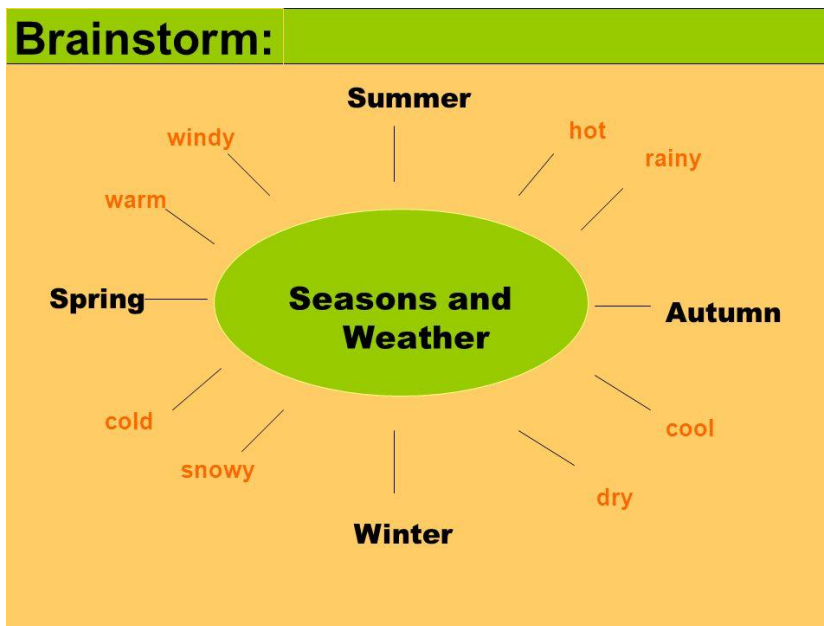 Brainstorm:
Summer
windy
hot
rainy
warm
Spring
Seasons and
Weather
Autumn
cold
cool
snowy
dry
Winter